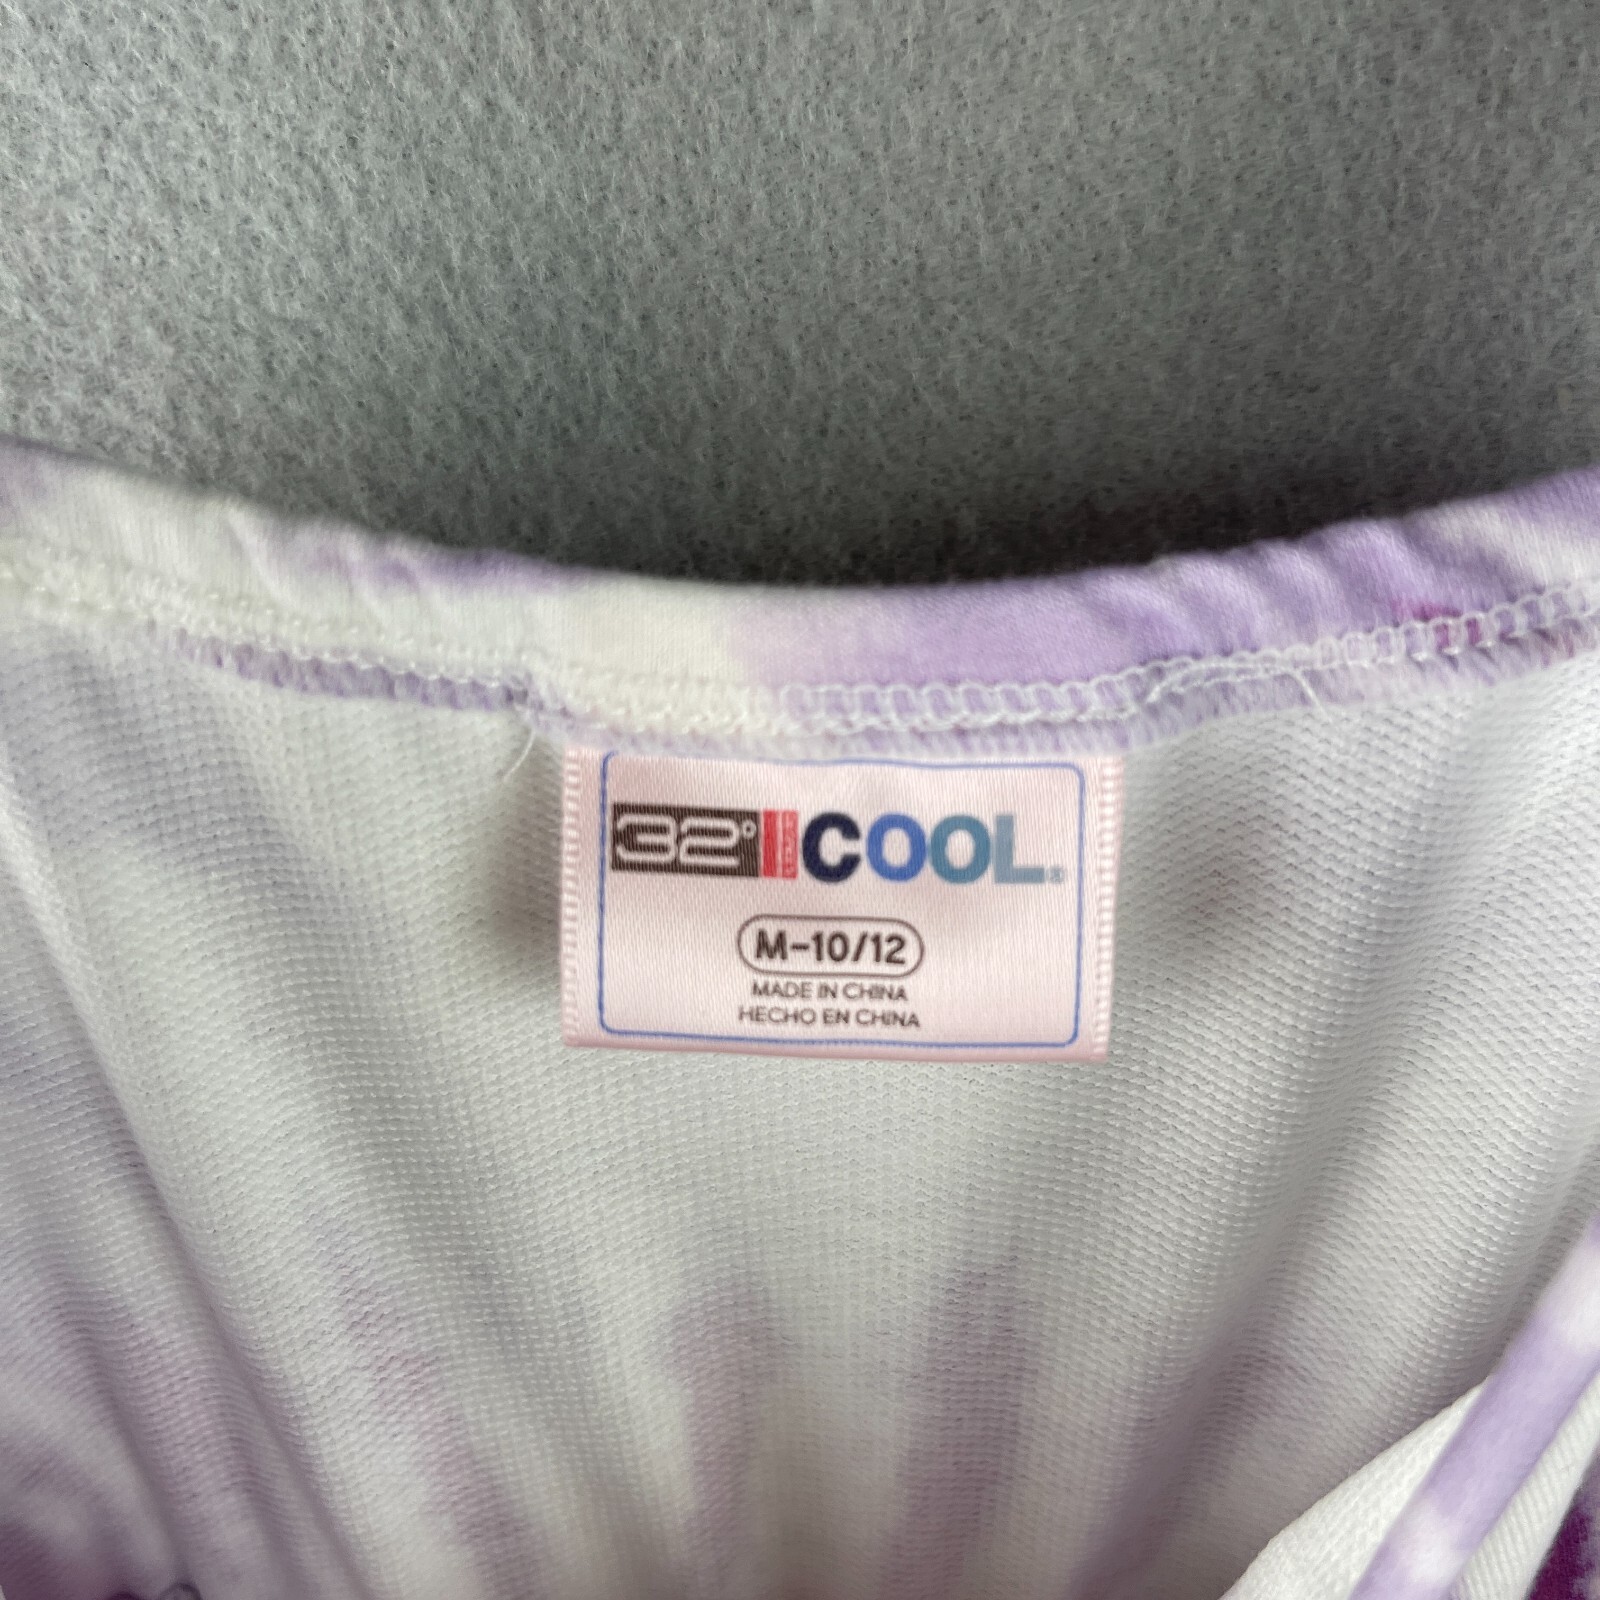 32° COOL®
M-10/12
MADE IN CHINA
HECHO EN CHINA